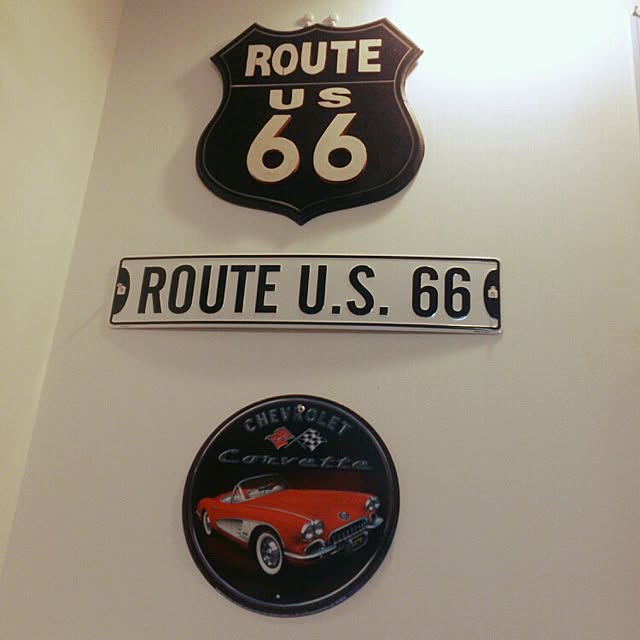 ROUTE
US
66
ROUTE U.S. 66
CHEVROLET
Corvette